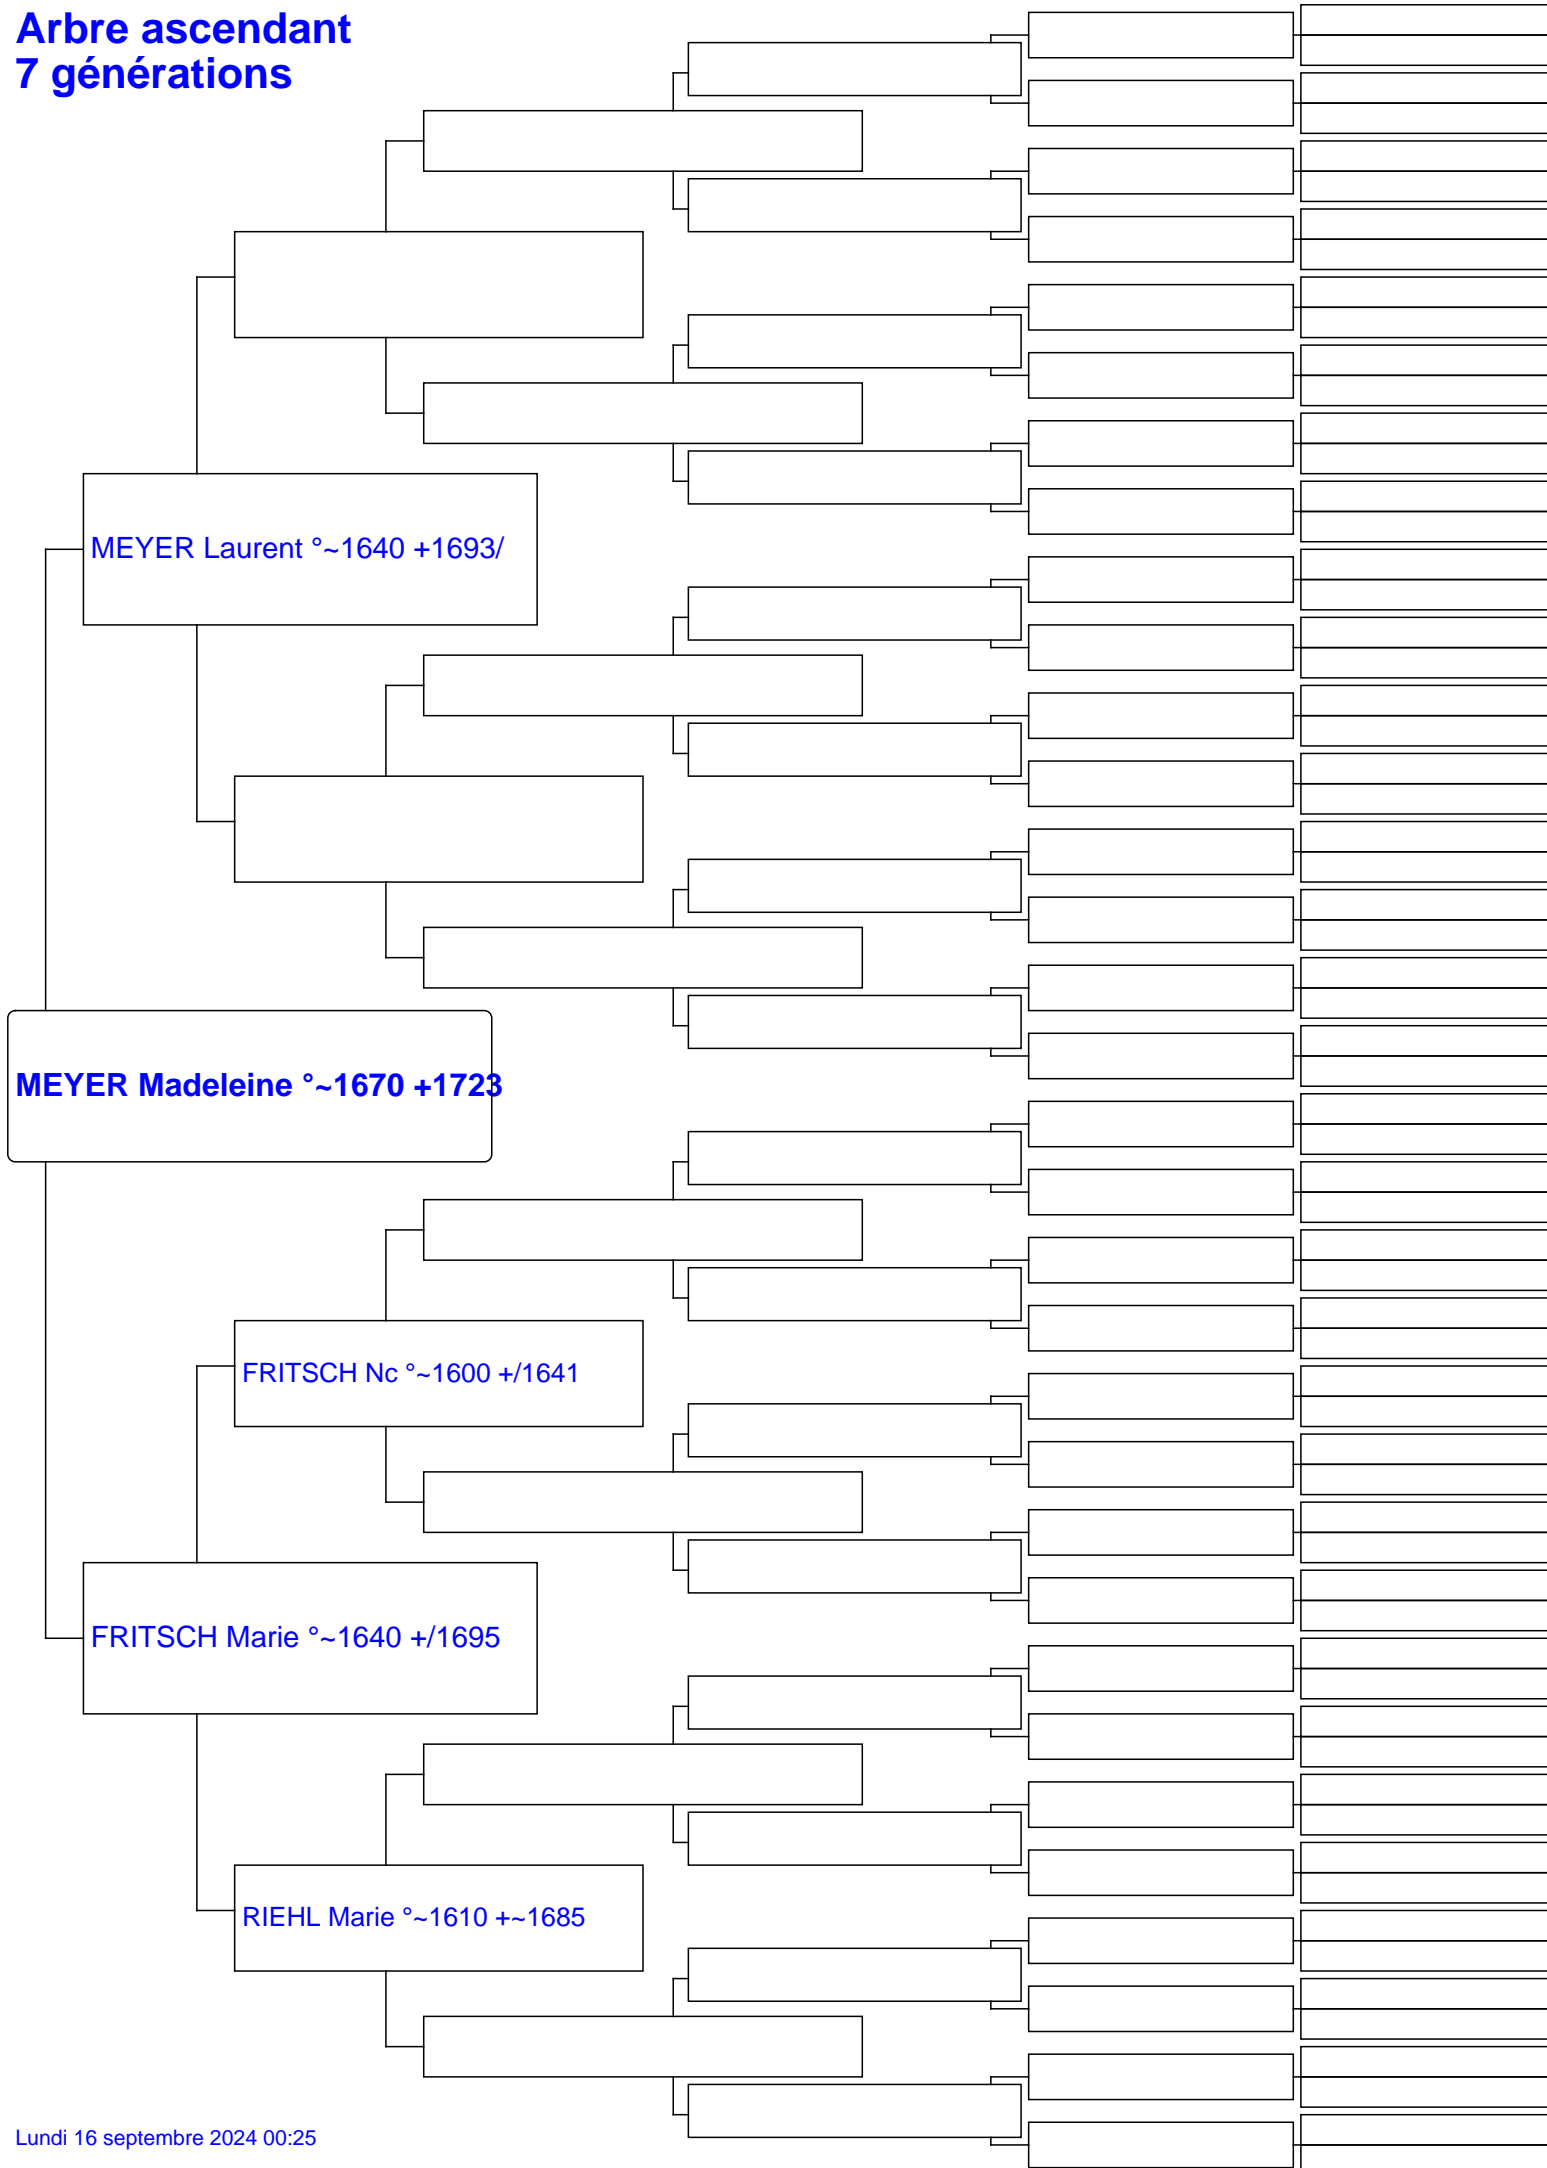 Arbre ascendant
7 générations
MEYER Laurent °~1640 +1693/
MEYER Madeleine °~1670 +1723
FRITSCH Nc °~1600 +/1641
FRITSCH Marie °~1640 +/1695
RIEHL Marie °~1610 +~1685
Lundi 16 septembre 2024 00:25